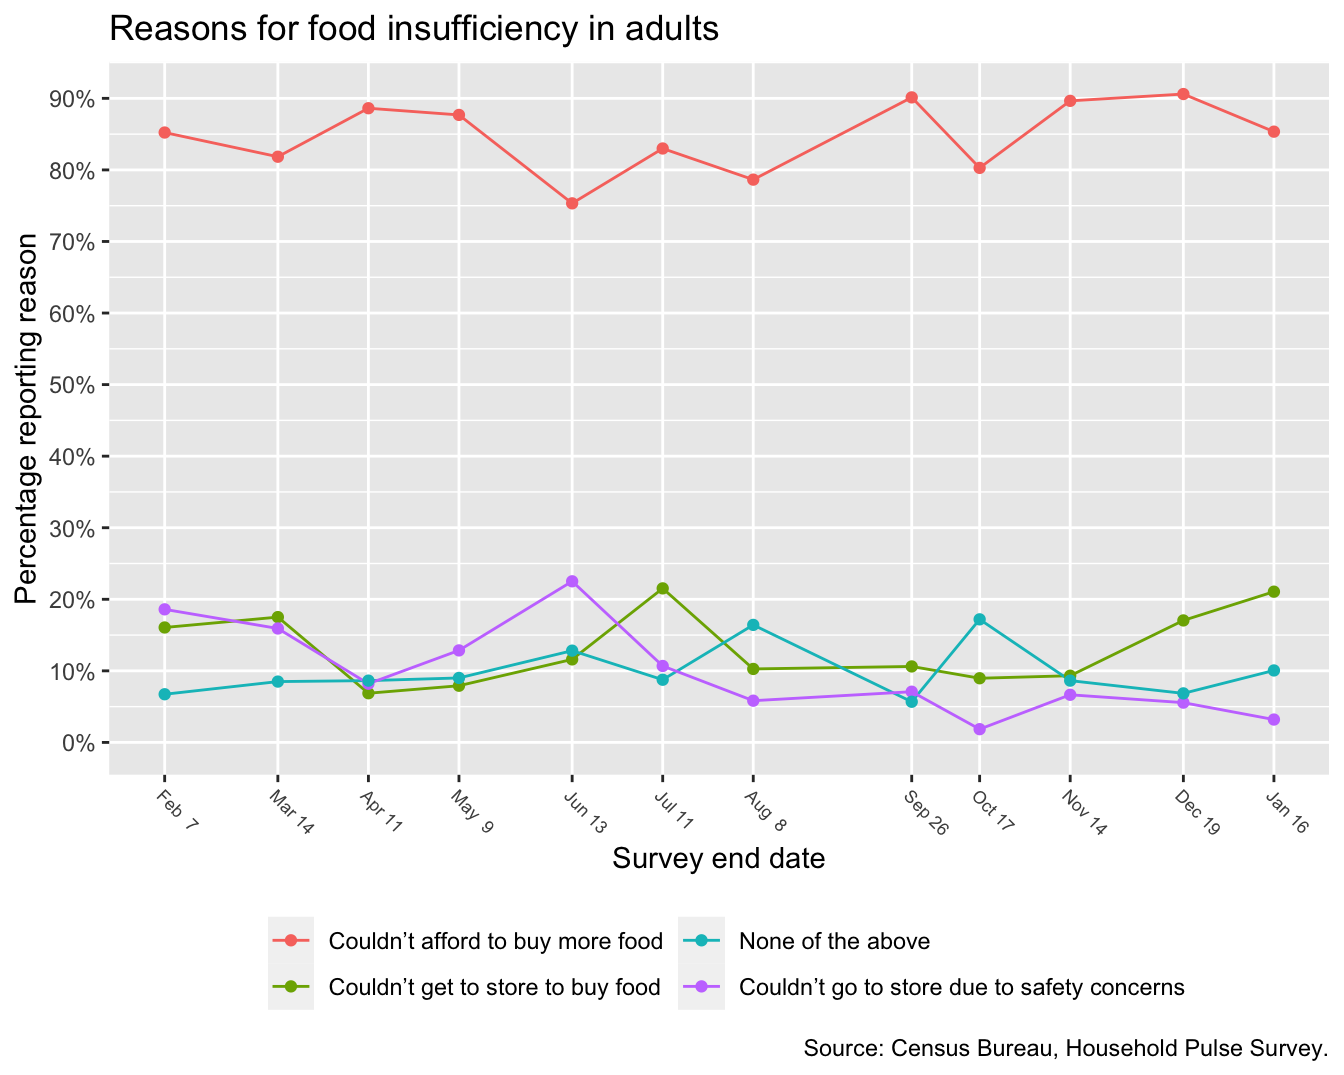 Reasons for food insufficiency in adults
90%
80%
70%
60%
50%
40%
30%
20%
10%
0%
Percentage reporting reason
Feb 7
Mar 14
Apr 11
May 9
Jun 13
Jul 11
Aug 8
Sep 26
Oct 17
Nov 14
Dec 19
Jan 16
Survey end date
Couldn’t afford to buy more food
None of the above
Couldn’t get to store to buy food
Couldn’t go to store due to safety concerns
Source: Census Bureau, Household Pulse Survey.